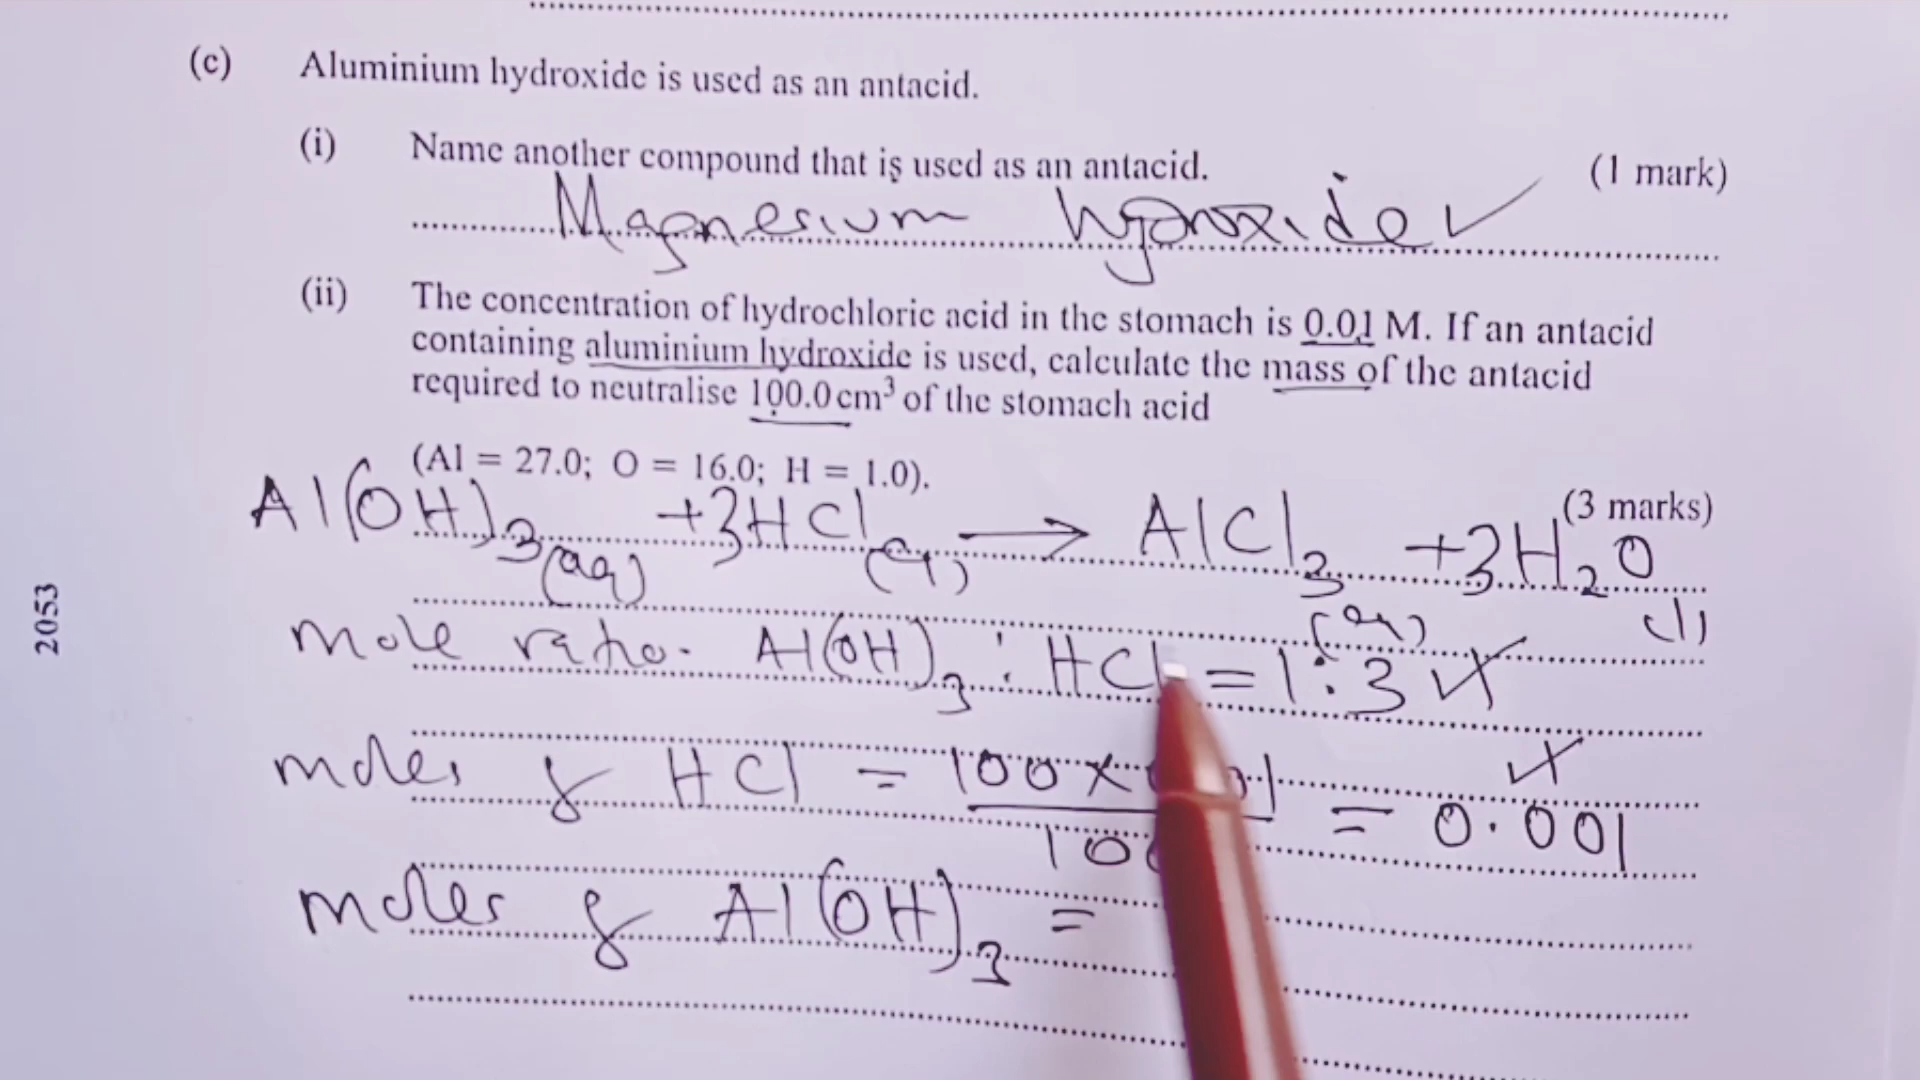 (c) Aluminium hydroxide is used as an antacid.
(i) Name another compound that is used as an antacid. (1 mark)
Magnesium hydroxide ✓
(ii) The concentration of hydrochloric acid in the stomach is 0.01 M. If an antacid
containing aluminium hydroxide is used, calculate the mass of the antacid
required to neutralise 100.0 cm³ of the stomach acid
(Al = 27.0; O = 16.0; H = 1.0).
(3 marks)
Al(OH)₃(aq) + 3HCl(aq) → AlCl₃(aq) + 3H₂O(l)
mole ratio. Al(OH)₃ : HCl = 1:3 ✓
moles of HCl = 100 × 01 / 100 = 0.001 ✓
moles of Al(OH)₃ =
2053